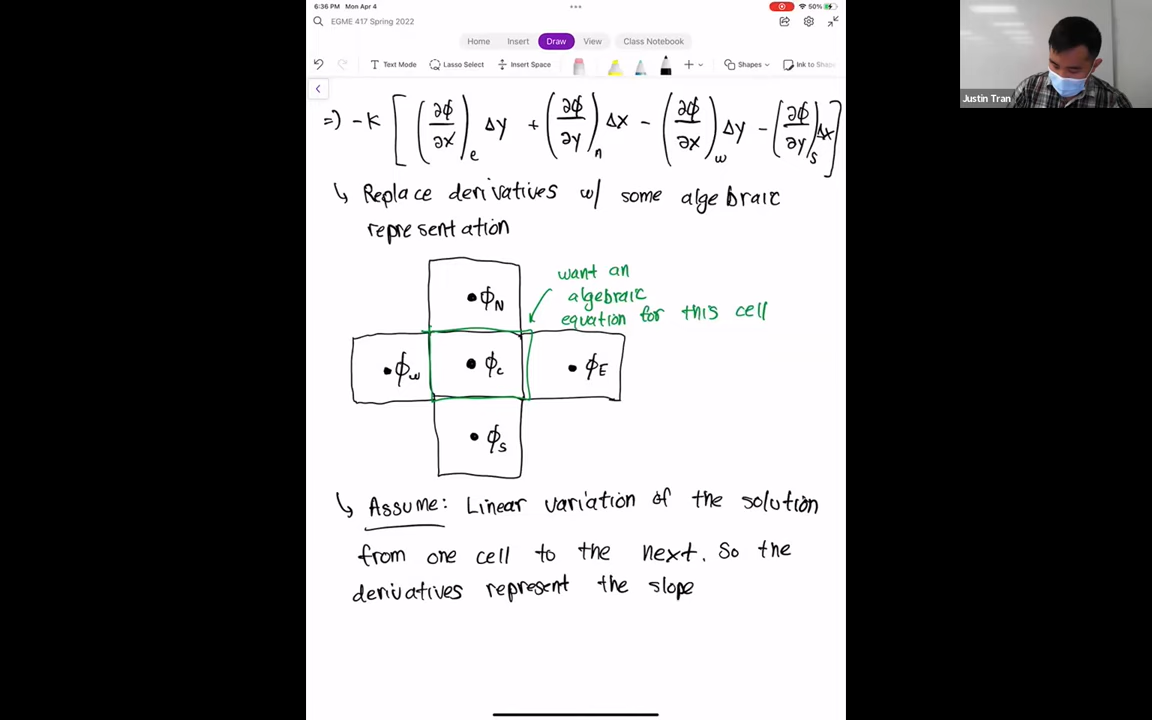 6:36 PM Mon Apr 4
50%
EGME 417 Spring 2022
Home Insert Draw View Class Notebook
Text Mode Lasso Select Insert Space Shapes Ink to Shape
Justin Tran
=) -K [ (∂ϕ/∂x)e Δy + (∂ϕ/∂y)n Δx - (∂ϕ/∂x)w Δy - (∂ϕ/∂y)s Δx ]
↳ Replace derivatives w/ some algebraic
representation
want an
algebraic
equation for this cell
ϕN
ϕw ϕc ϕE
ϕs
↳ Assume: Linear variation of the solution
from one cell to the next. So the
derivatives represent the slope